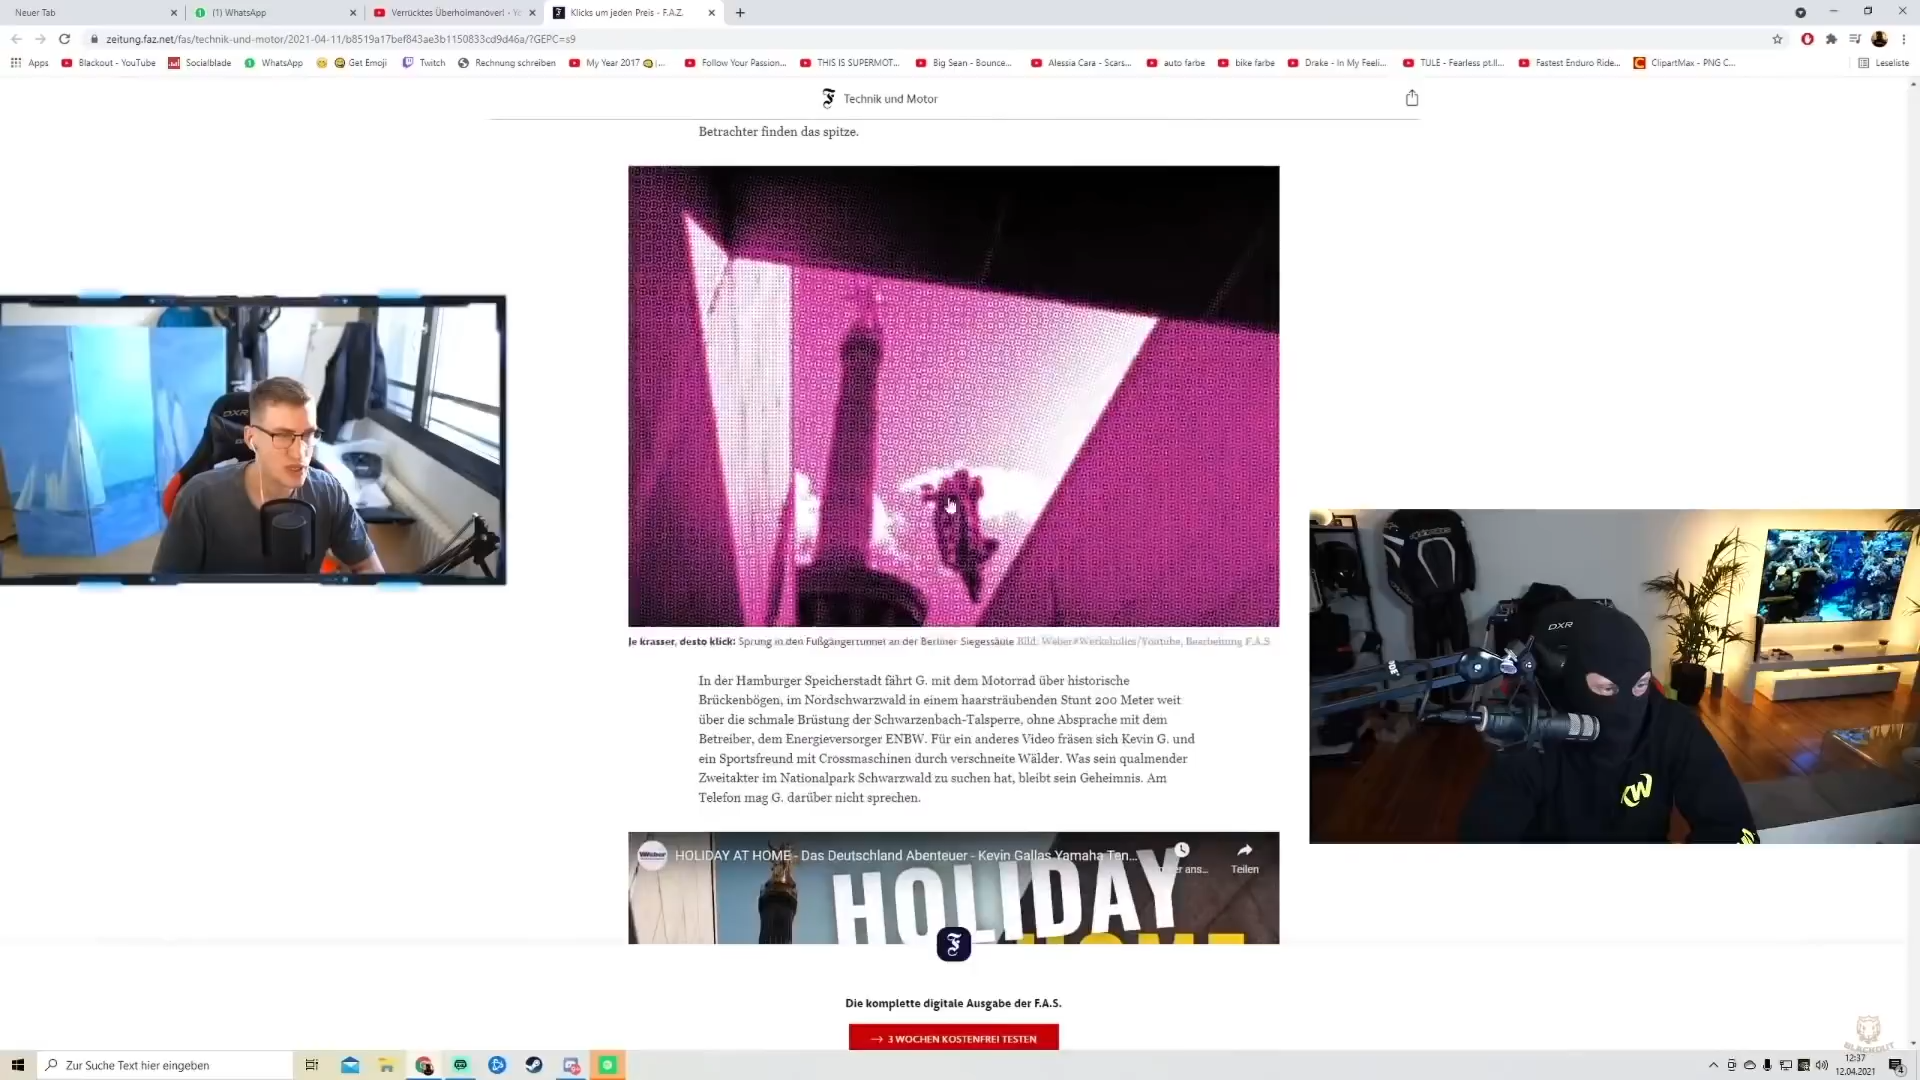 Neuer Tab
(1) WhatsApp
Verrücktes Überholmanöver! - Yo
Klicks um jeden Preis - F.A.Z.
zeitung.faz.net/fas/technik-und-motor/2021-04-11/b8519a17bef843ae3b1150833cd9d46a/?GEPC=s9
Apps
Blackout - YouTube
Socialblade
WhatsApp
Get Emoji
Twitch
Rechnung schreiben
My Year 2017
Follow Your Passion...
THIS IS SUPERMOT...
Big Sean - Bounce...
Alessia Cara - Scars...
auto farbe
bike farbe
Drake - In My Feeli...
TULE - Fearless pt.II...
Fastest Enduro Ride...
ClipartMax - PNG C...
Leseliste
Technik und Motor
Betrachter finden das spitze.
DXR
DXR
Je krasser, desto klick: Sprung in den Fußgängertunnel an der Berliner Siegessäule Bild: Weber#Werkeholics/Youtube, Bearbeitung F.A.S
In der Hamburger Speicherstadt fährt G. mit dem Motorrad über historische
Brückenbögen, im Nordschwarzwald in einem haarsträubenden Stunt 200 Meter weit
über die schmale Brüstung der Schwarzenbach-Talsperre, ohne Absprache mit dem
Betreiber, dem Energieversorger ENBW. Für ein anderes Video fräsen sich Kevin G. und
ein Sportsfreund mit Crossmaschinen durch verschneite Wälder. Was sein qualmender
Zweitakter im Nationalpark Schwarzwald zu suchen hat, bleibt sein Geheimnis. Am
Telefon mag G. darüber nicht sprechen.
HOLIDAY AT HOME - Das Deutschland Abenteuer - Kevin Gallas Yamaha Ten...
Teilen
HOLIDAY
Die komplette digitale Ausgabe der F.A.S.
→ 3 WOCHEN KOSTENFREI TESTEN
BLACKOUT
Zur Suche Text hier eingeben
12:37
12.04.2021